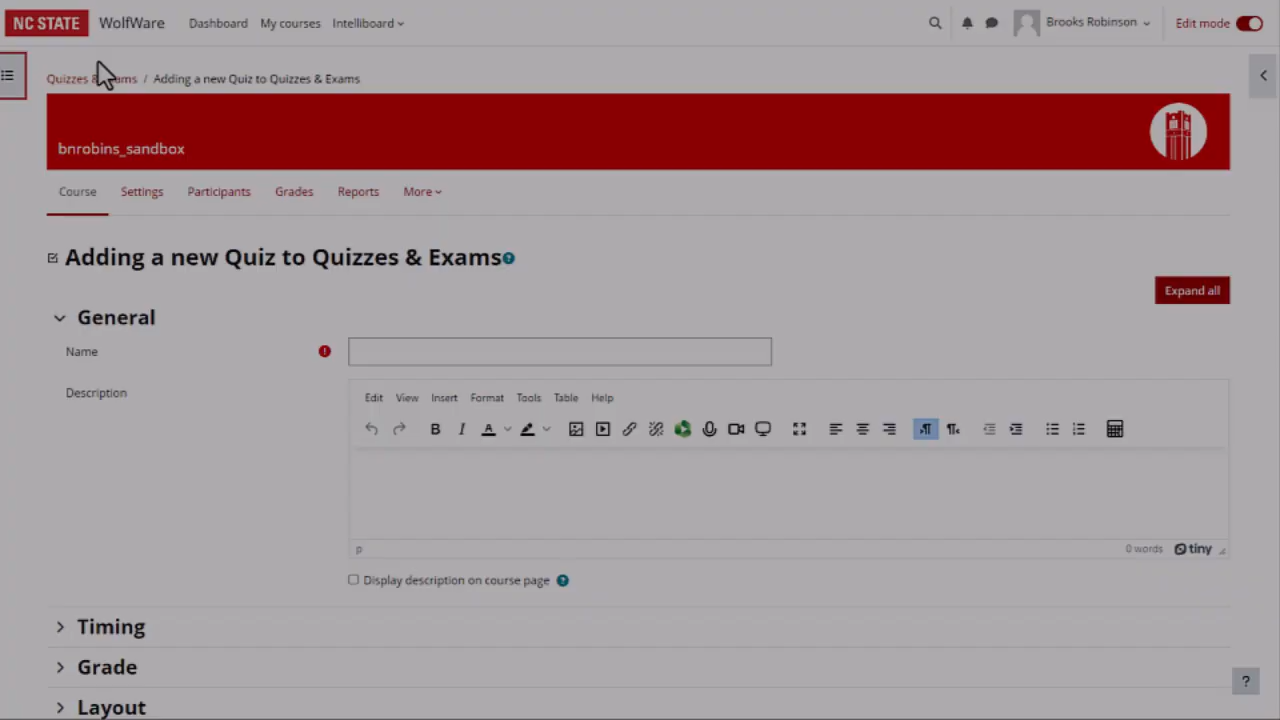 NC STATE WolfWare Dashboard My courses Intelliboard Brooks Robinson Edit mode
Quizzes & Exams / Adding a new Quiz to Quizzes & Exams
bnrobins_sandbox
Course Settings Participants Grades Reports More
Adding a new Quiz to Quizzes & Exams ?
Expand all
General
Name !
Description
Edit View Insert Format Tools Table Help
B I A
p 0 words tiny
Display description on course page ?
Timing
Grade
?
Layout